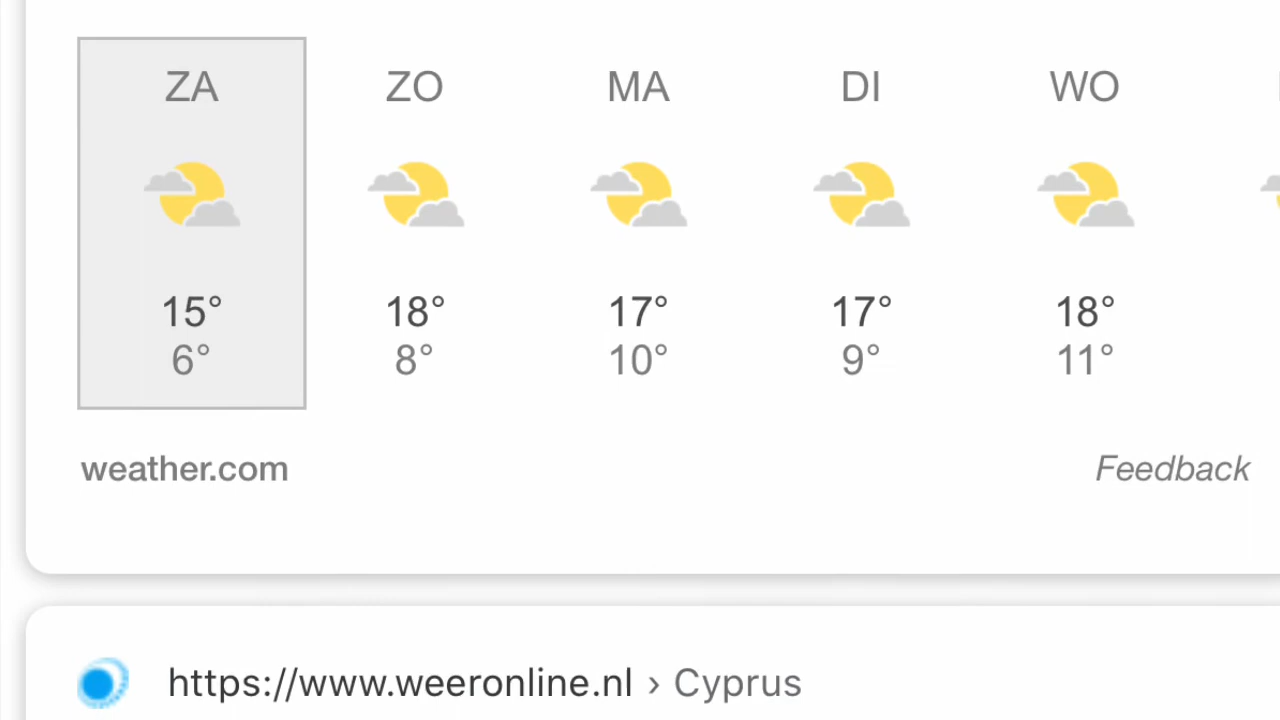 ZA ZO MA DI WO
15° 18° 17° 17° 18°
6° 8° 10° 9° 11°
weather.com Feedback
https://www.weeronline.nl › Cyprus